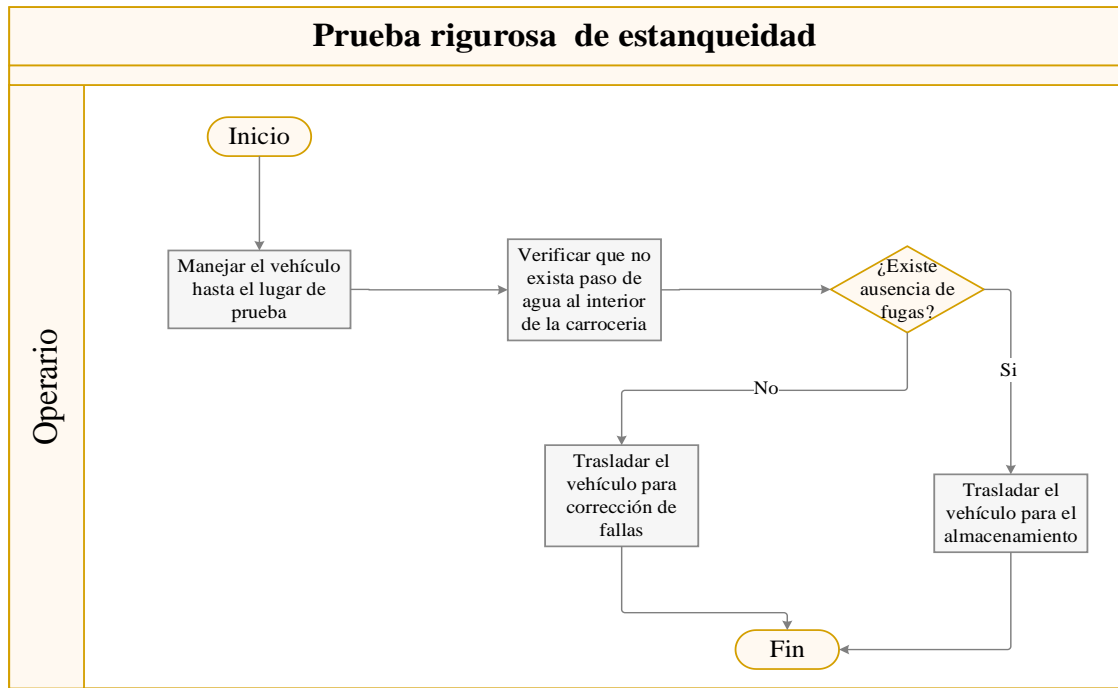 Prueba rigurosa de estanqueidad
Operario
Inicio
Manejar el vehículo
hasta el lugar de
prueba
Verificar que no
exista paso de
agua al interior
de la carroceria
¿Existe
ausencia de
fugas?
No
Si
Trasladar el
vehículo para
corrección de
fallas
Trasladar el
vehículo para el
almacenamiento
Fin